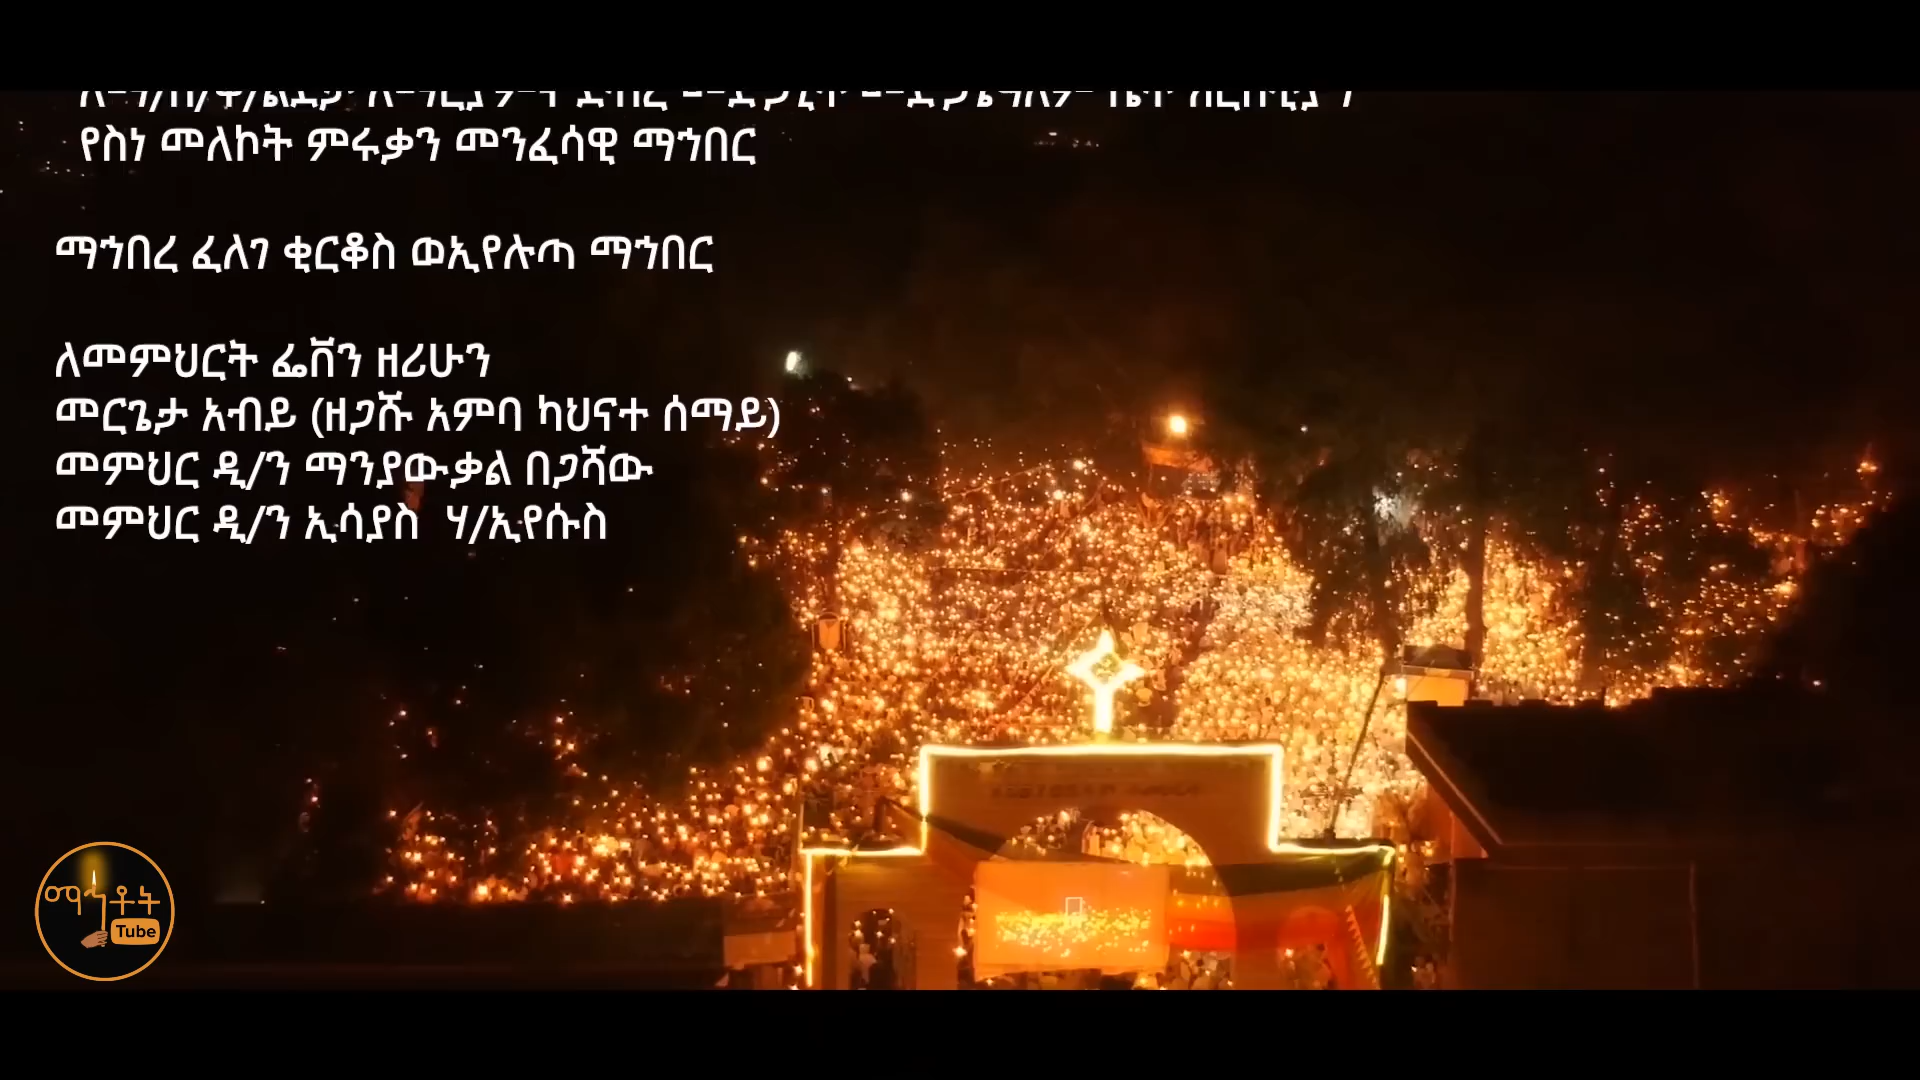 የስነ መለኮት ምሩቃን መንፈሳዊ ማኅበር
ማኅበረ ፈለገ ቂርቆስ ወኢየሉጣ ማኅበር
ለመምህርት ፌቨን ዘሪሁን
መርጌታ አብይ (ዘጋሹ አምባ ካህናተ ሰማይ)
መምህር ዲ/ን ማንያውቃል በጋሻው
መምህር ዲ/ን ኢሳያስ ሃ/ኢየሱስ
ማኅቶት
Tube